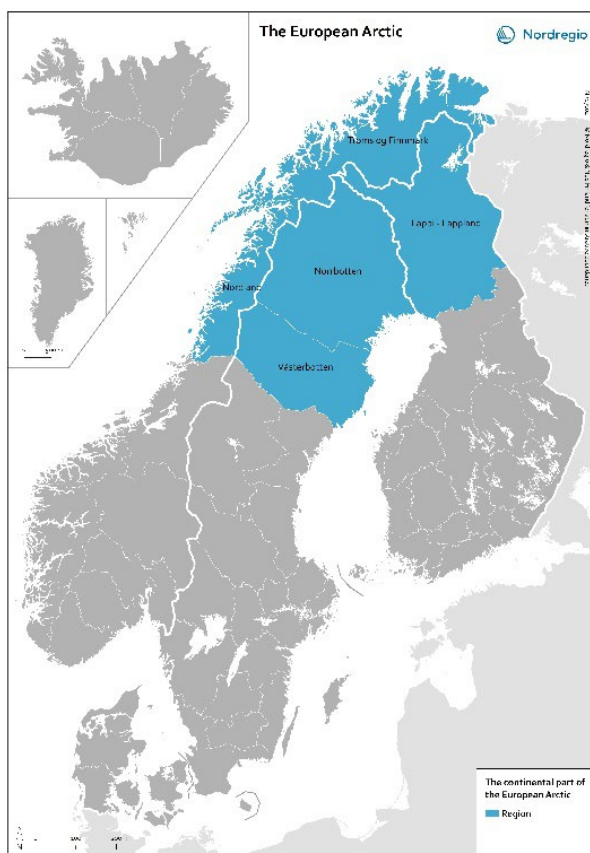 The European Arctic
Nordregio
Troms og Finnmark
Lappi - Lappland
Norrbotten
Nordland
Västerbotten
The continental part of
the European Arctic
Region